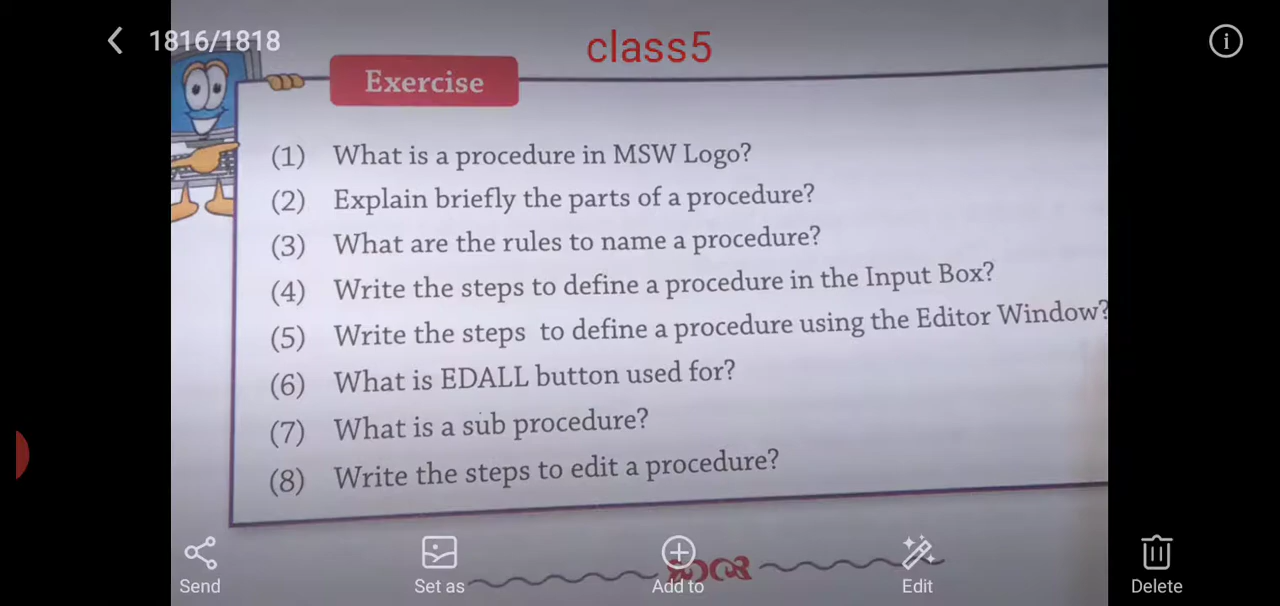 1816/1818
class5
Exercise
(1) What is a procedure in MSW Logo?
(2) Explain briefly the parts of a procedure?
(3) What are the rules to name a procedure?
(4) Write the steps to define a procedure in the Input Box?
(5) Write the steps to define a procedure using the Editor Window?
(6) What is EDALL button used for?
(7) What is a sub procedure?
(8) Write the steps to edit a procedure?
Send
Set as
Add to
Edit
Delete